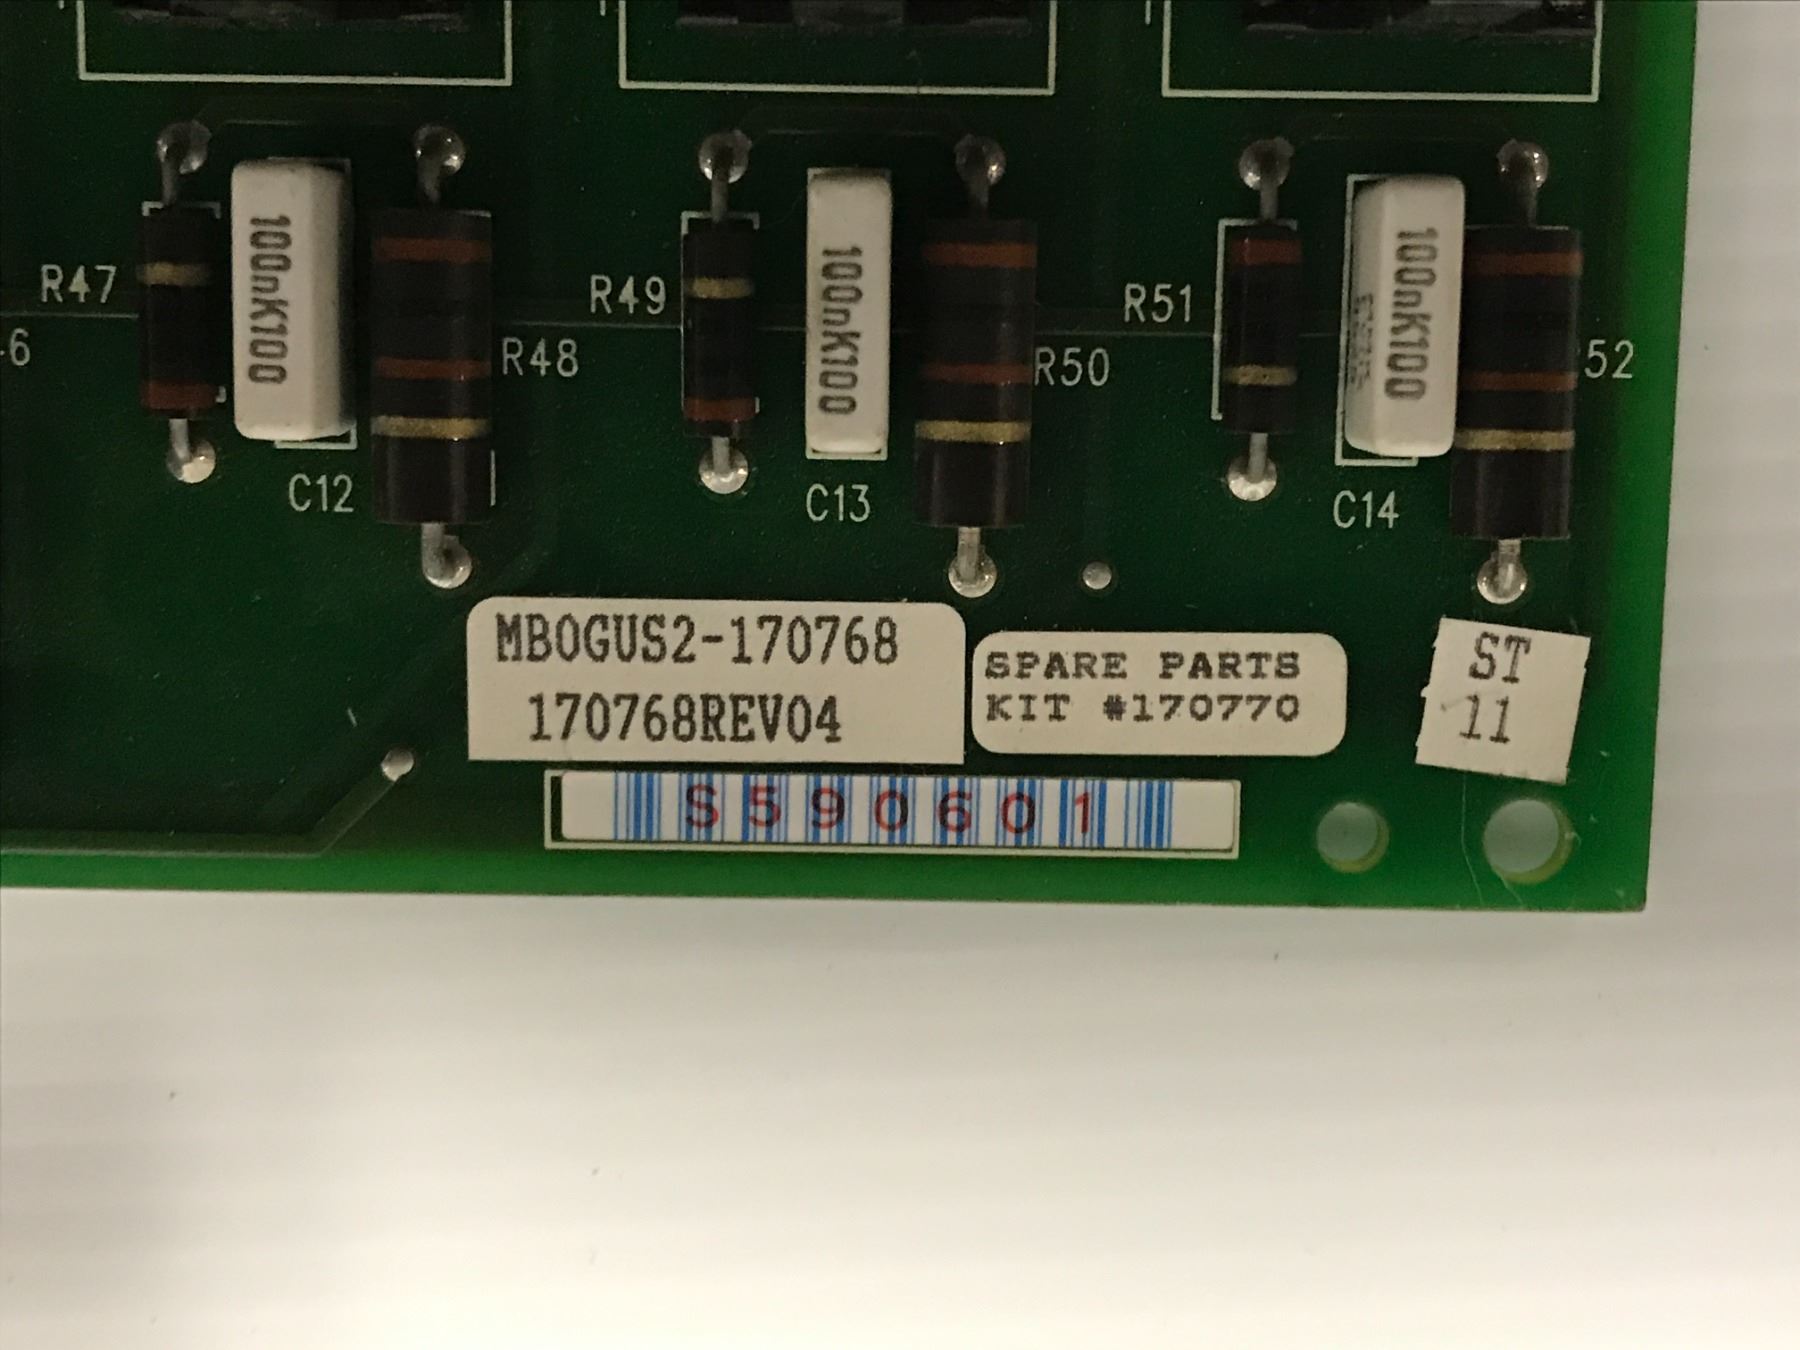 R47
100nK100
R49
100nK100
R51
100nK100
6
R48
R50
52
C12
C13
C14
MBOGUS2-170768
170768REV04
SPARE PARTS
KIT #170770
ST
11
S590601